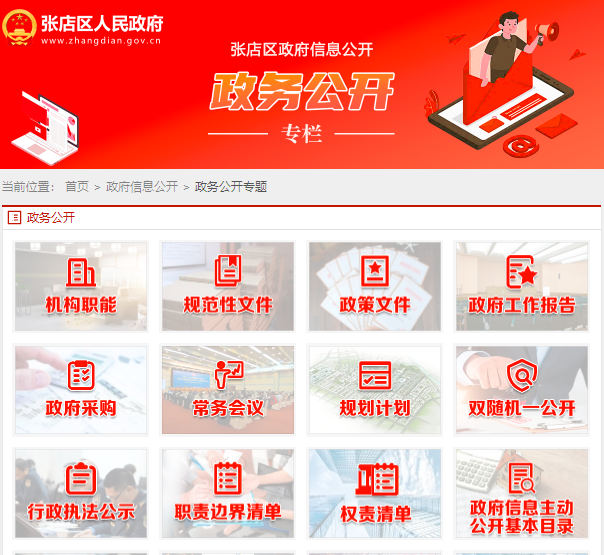 张店区人民政府
www.zhangdian.gov.cn
张店区政府信息公开
政务公开
专栏
当前位置： 首页 > 政府信息公开 > 政务公开专题
政务公开
机构职能
规范性文件
政策文件
政府工作报告
政府采购
常务会议
规划计划
双随机一公开
行政执法公示
职责边界清单
权责清单
政府信息主动
公开基本目录